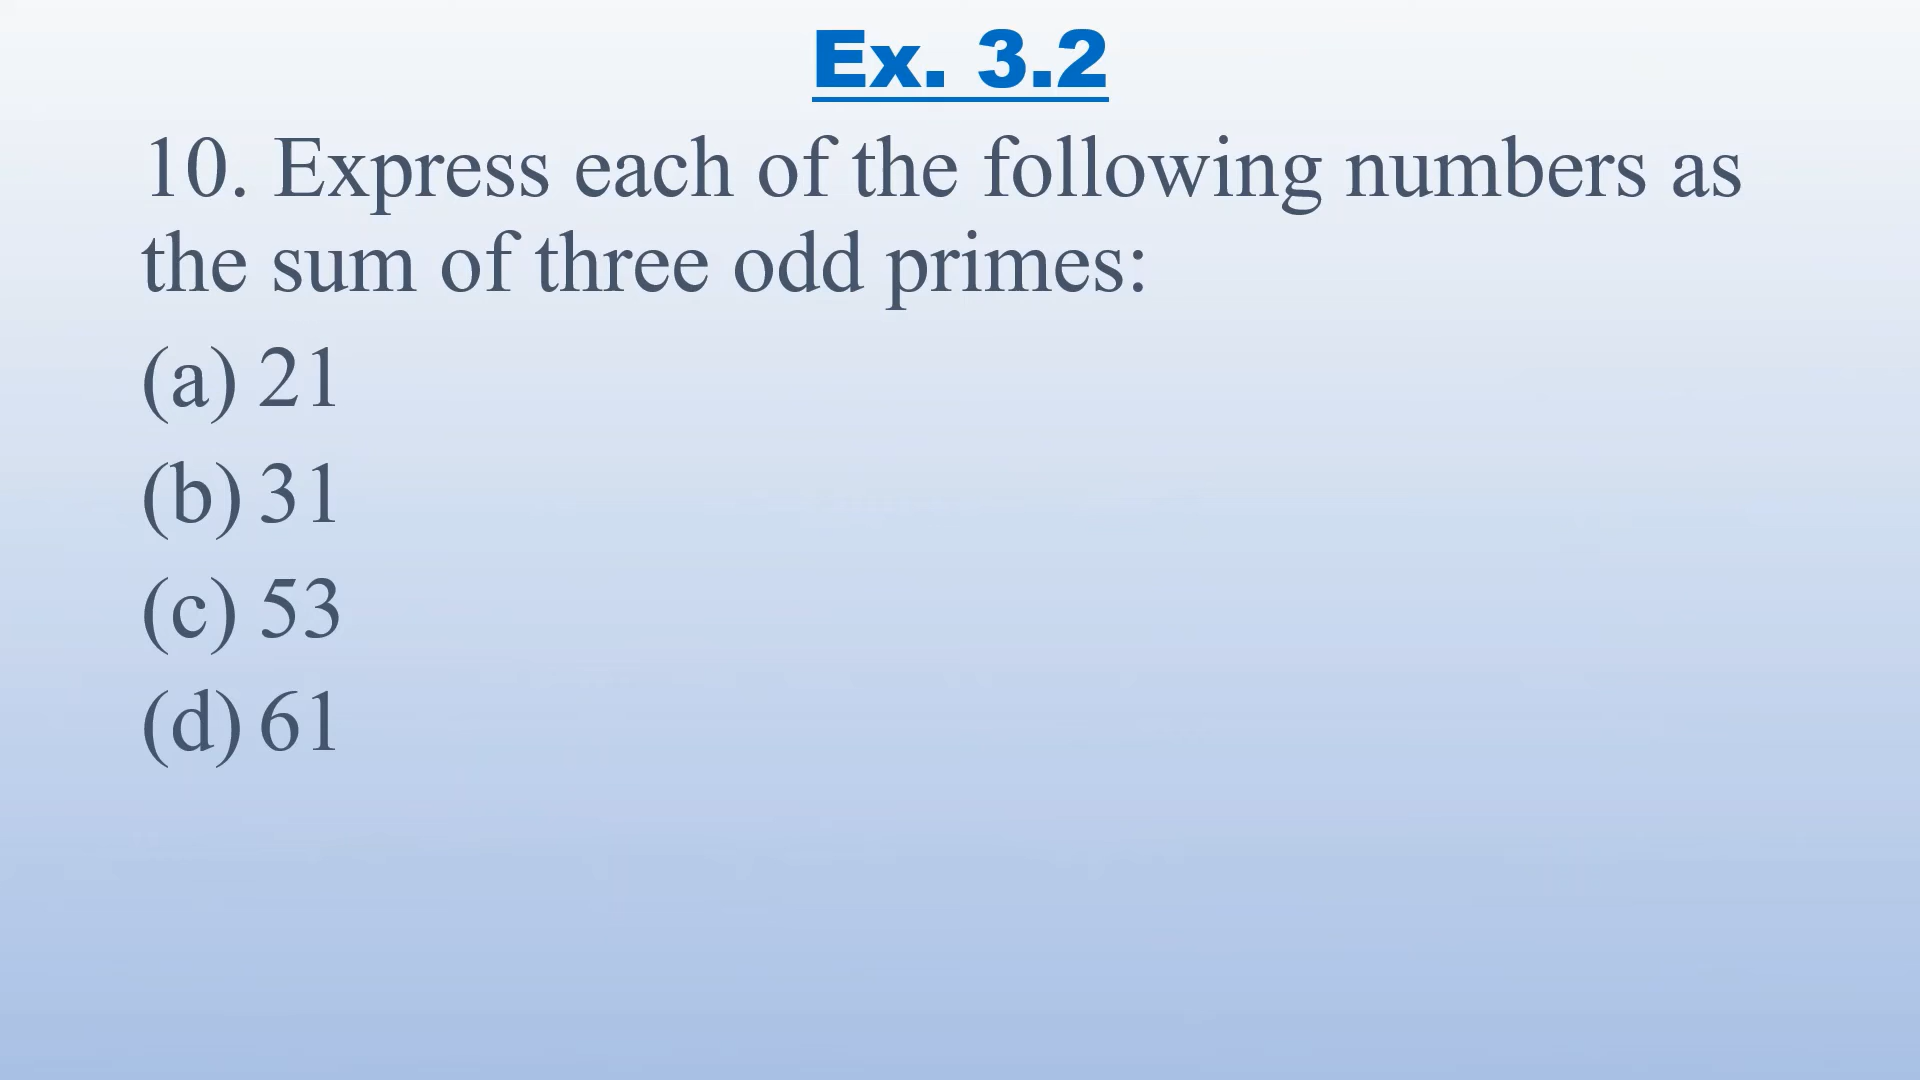 Ex. 3.2
10. Express each of the following numbers as
the sum of three odd primes:
(a) 21
(b) 31
(c) 53
(d) 61